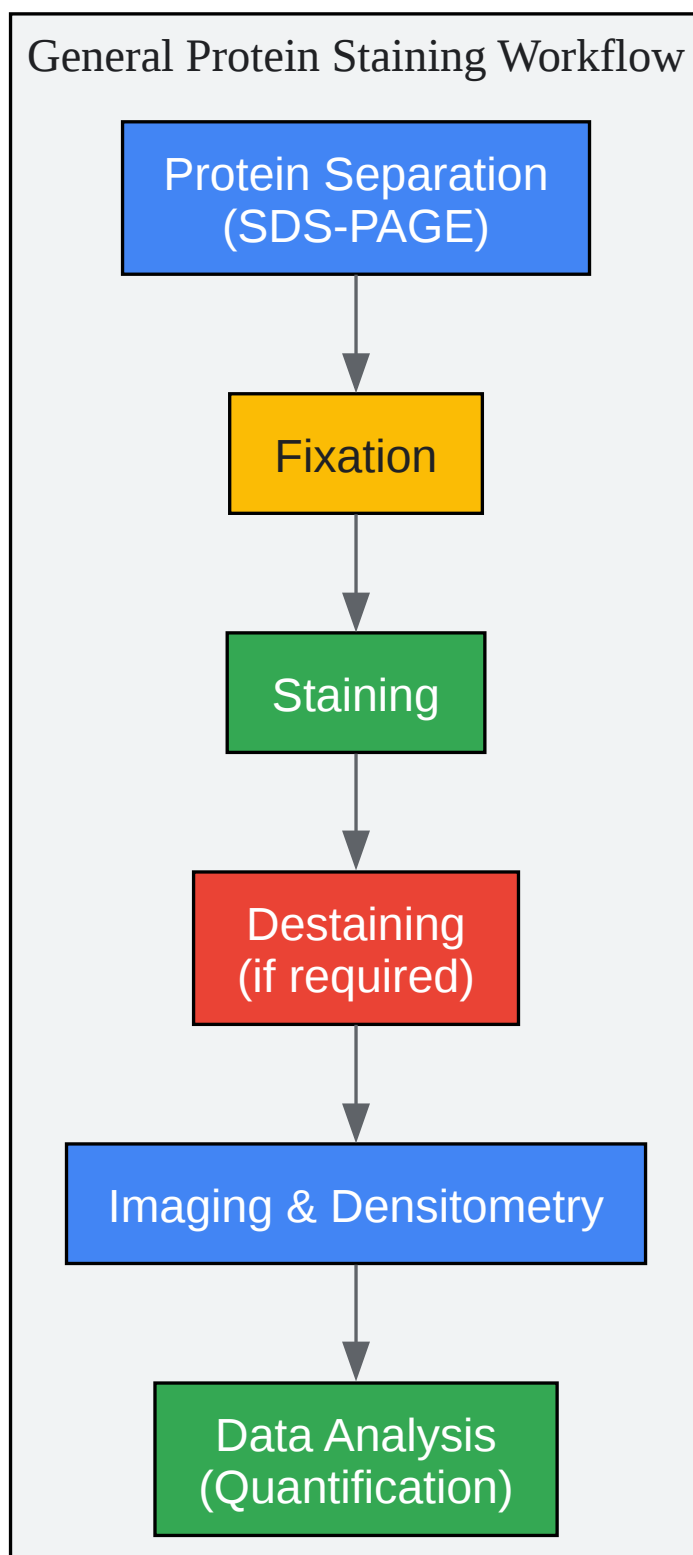 General Protein Staining Workflow
Protein Separation
(SDS-PAGE)
Fixation
Staining
Destaining
(if required)
Imaging & Densitometry
Data Analysis
(Quantification)